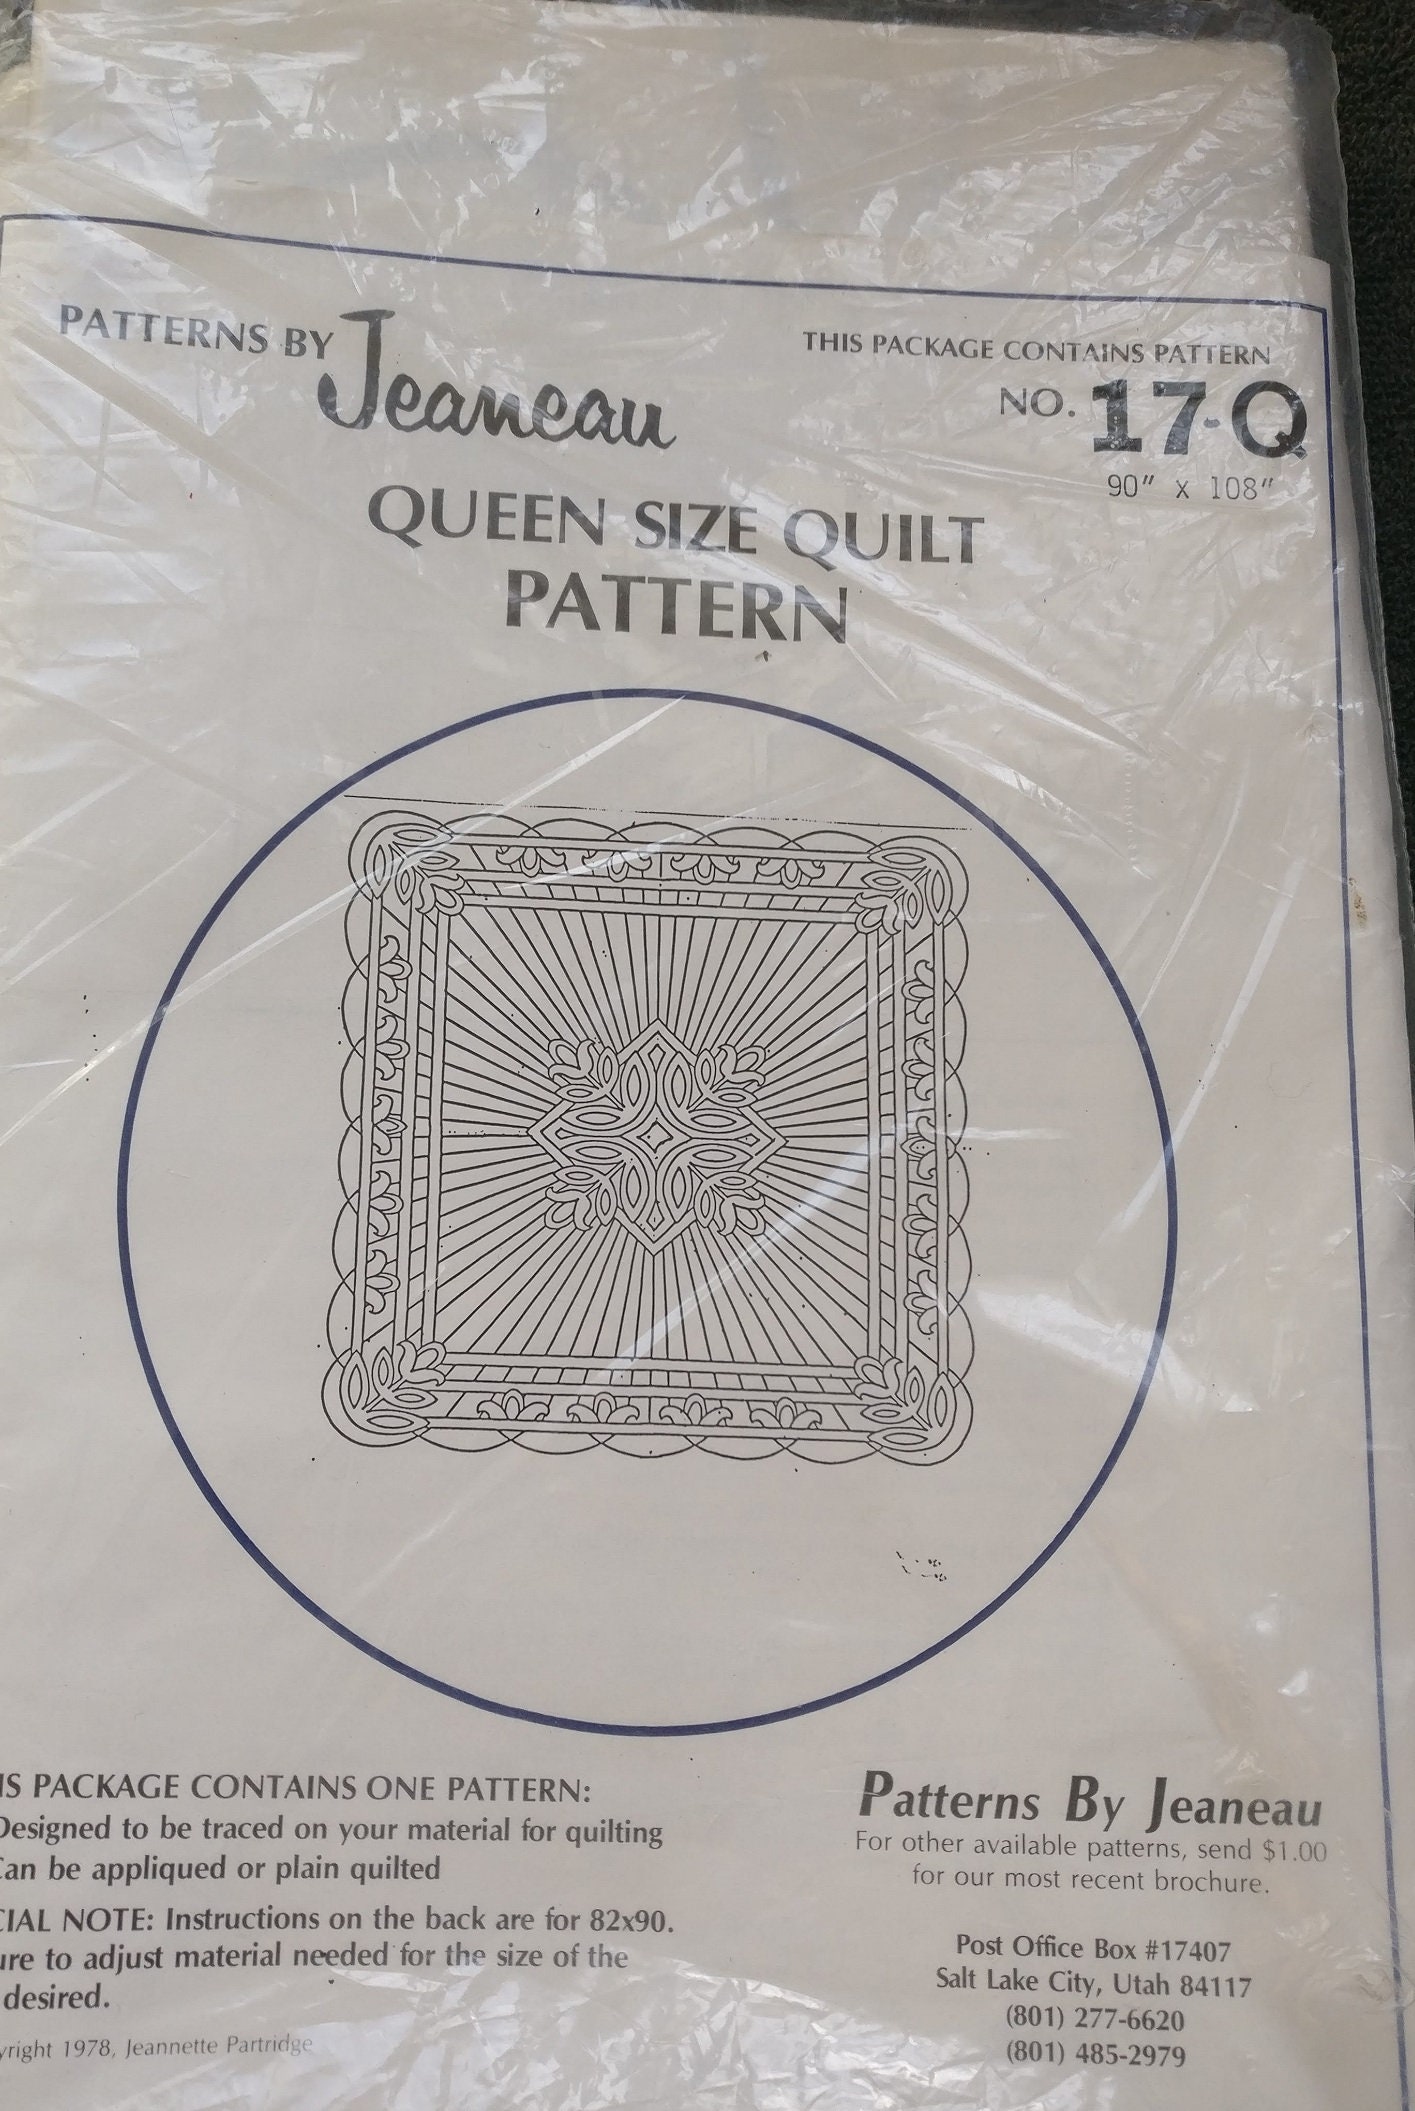 PATTERNS BY Jeaneau
THIS PACKAGE CONTAINS PATTERN
NO. 17-Q
90" x 108"
QUEEN SIZE QUILT
PATTERN
IS PACKAGE CONTAINS ONE PATTERN:
Designed to be traced on your material for quilting
Can be appliqued or plain quilted
CIAL NOTE: Instructions on the back are for 82x90.
ure to adjust material needed for the size of the
desired.
yright 1978, Jeannette Partridge
Patterns By Jeaneau
For other available patterns, send $1.00
for our most recent brochure.
Post Office Box #17407
Salt Lake City, Utah 84117
(801) 277-6620
(801) 485-2979